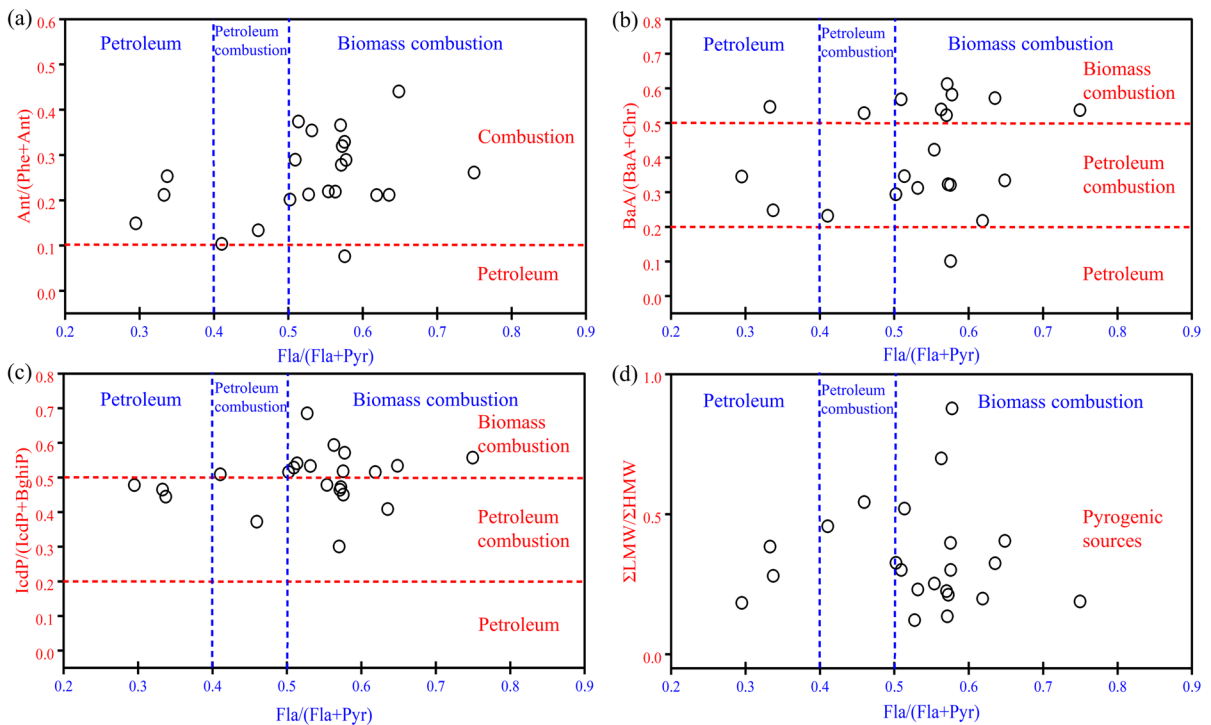 (a)
0.6
0.5
0.4
0.3
0.2
0.1
0.0
Ant/(Phe+Ant)
Petroleum
Petroleum
combustion
Biomass combustion
Combustion
Petroleum
0.2 0.3 0.4 0.5 0.6 0.7 0.8 0.9
Fla/(Fla+Pyr)
(b)
0.8
0.7
0.6
0.5
0.4
0.3
0.2
0.1
0.0
BaA/(BaA+Chr)
Petroleum
Petroleum
combustion
Biomass combustion
Biomass
combustion
Petroleum
combustion
Petroleum
0.2 0.3 0.4 0.5 0.6 0.7 0.8 0.9
Fla/(Fla+Pyr)
(c)
0.8
0.7
0.6
0.5
0.4
0.3
0.2
0.1
0.0
IcdP/(IcdP+BghiP)
Petroleum
Petroleum
combustion
Biomass combustion
Biomass
combustion
Petroleum
combustion
Petroleum
0.2 0.3 0.4 0.5 0.6 0.7 0.8 0.9
Fla/(Fla+Pyr)
(d)
1.0
0.5
0.0
ΣLMW/ΣHMW
Petroleum
Petroleum
combustion
Biomass combustion
Pyrogenic
sources
0.2 0.3 0.4 0.5 0.6 0.7 0.8 0.9
Fla/(Fla+Pyr)